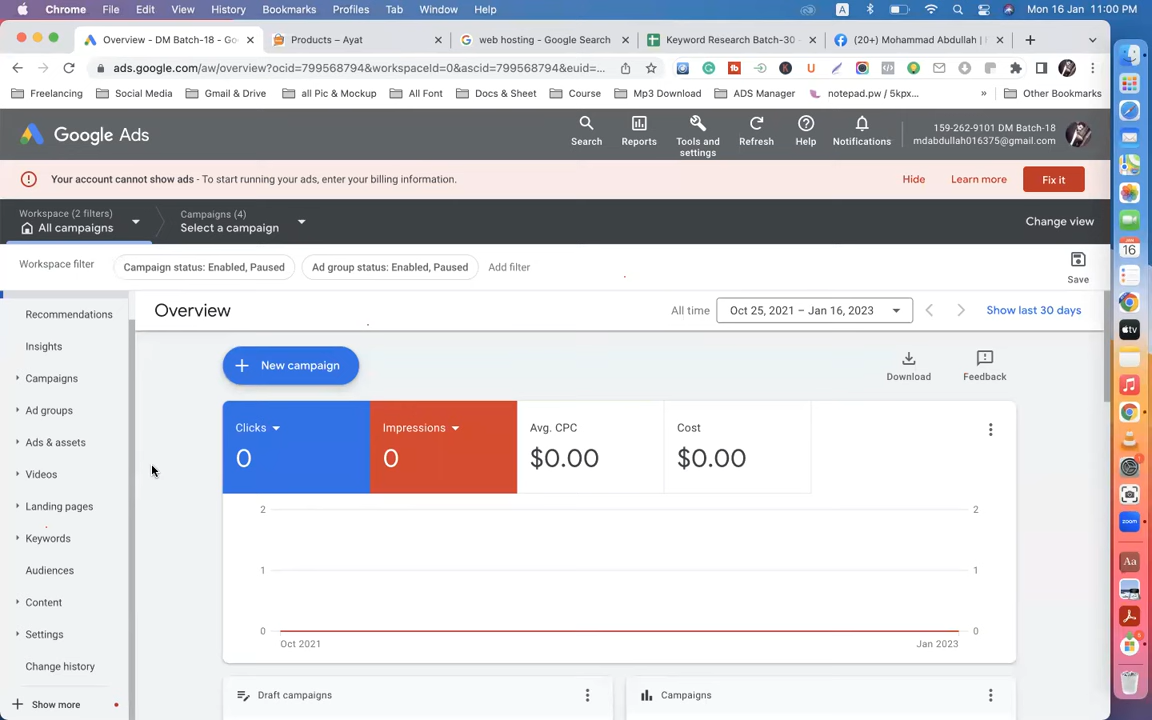 Chrome File Edit View History Bookmarks Profiles Tab Window Help A Mon 16 Jan 11:00 PM
Overview - DM Batch-18 - Go Products – Ayat web hosting - Google Search Keyword Research Batch-30 - (20+) Mohammad Abdullah |
ads.google.com/aw/overview?ocid=799568794&workspaceId=0&ascid=799568794&euid=...
Freelancing Social Media Gmail & Drive all Pic & Mockup All Font Docs & Sheet Course Mp3 Download ADS Manager notepad.pw / 5kpx... » Other Bookmarks
Google Ads
Search Reports Tools and settings Refresh Help Notifications
159-262-9101 DM Batch-18
mdabdullah016375@gmail.com
Your account cannot show ads - To start running your ads, enter your billing information. Hide Learn more Fix it
Workspace (2 filters) Campaigns (4)
All campaigns Select a campaign Change view
Workspace filter Campaign status: Enabled, Paused Ad group status: Enabled, Paused Add filter Save
Recommendations
Insights
Campaigns
Ad groups
Ads & assets
Videos
Landing pages
Keywords
Audiences
Content
Settings
Change history
Show more
Overview All time Oct 25, 2021 – Jan 16, 2023 Show last 30 days
New campaign Download Feedback
Clicks Impressions Avg. CPC Cost
0 0 $0.00 $0.00
2 2
1 1
0 0
Oct 2021 Jan 2023
Draft campaigns Campaigns